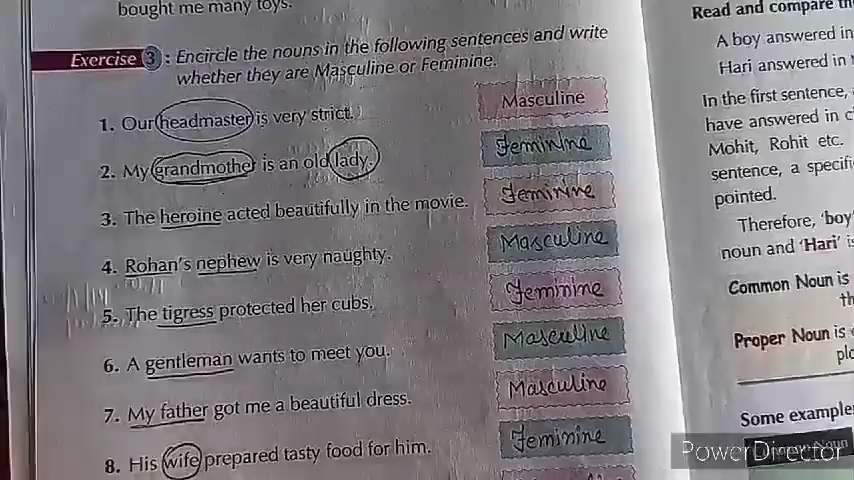 bought me many toys.
Exercise 3 : Encircle the nouns in the following sentences and write
whether they are Masculine or Feminine.
1. Our headmaster is very strict. Masculine
2. My grandmother is an old lady. Feminine
3. The heroine acted beautifully in the movie. Feminine
4. Rohan's nephew is very naughty. Masculine
5. The tigress protected her cubs. Feminine
6. A gentleman wants to meet you. Masculine
7. My father got me a beautiful dress. Masculine
8. His wife prepared tasty food for him. Feminine
Read and compare
A boy answered in
Hari answered in
In the first sentence,
have answered in
Mohit, Rohit etc.
sentence, a
pointed.
Therefore, 'boy'
noun and 'Hari'
Common Noun is
Proper Noun is
Some
Noun
PowerDirector